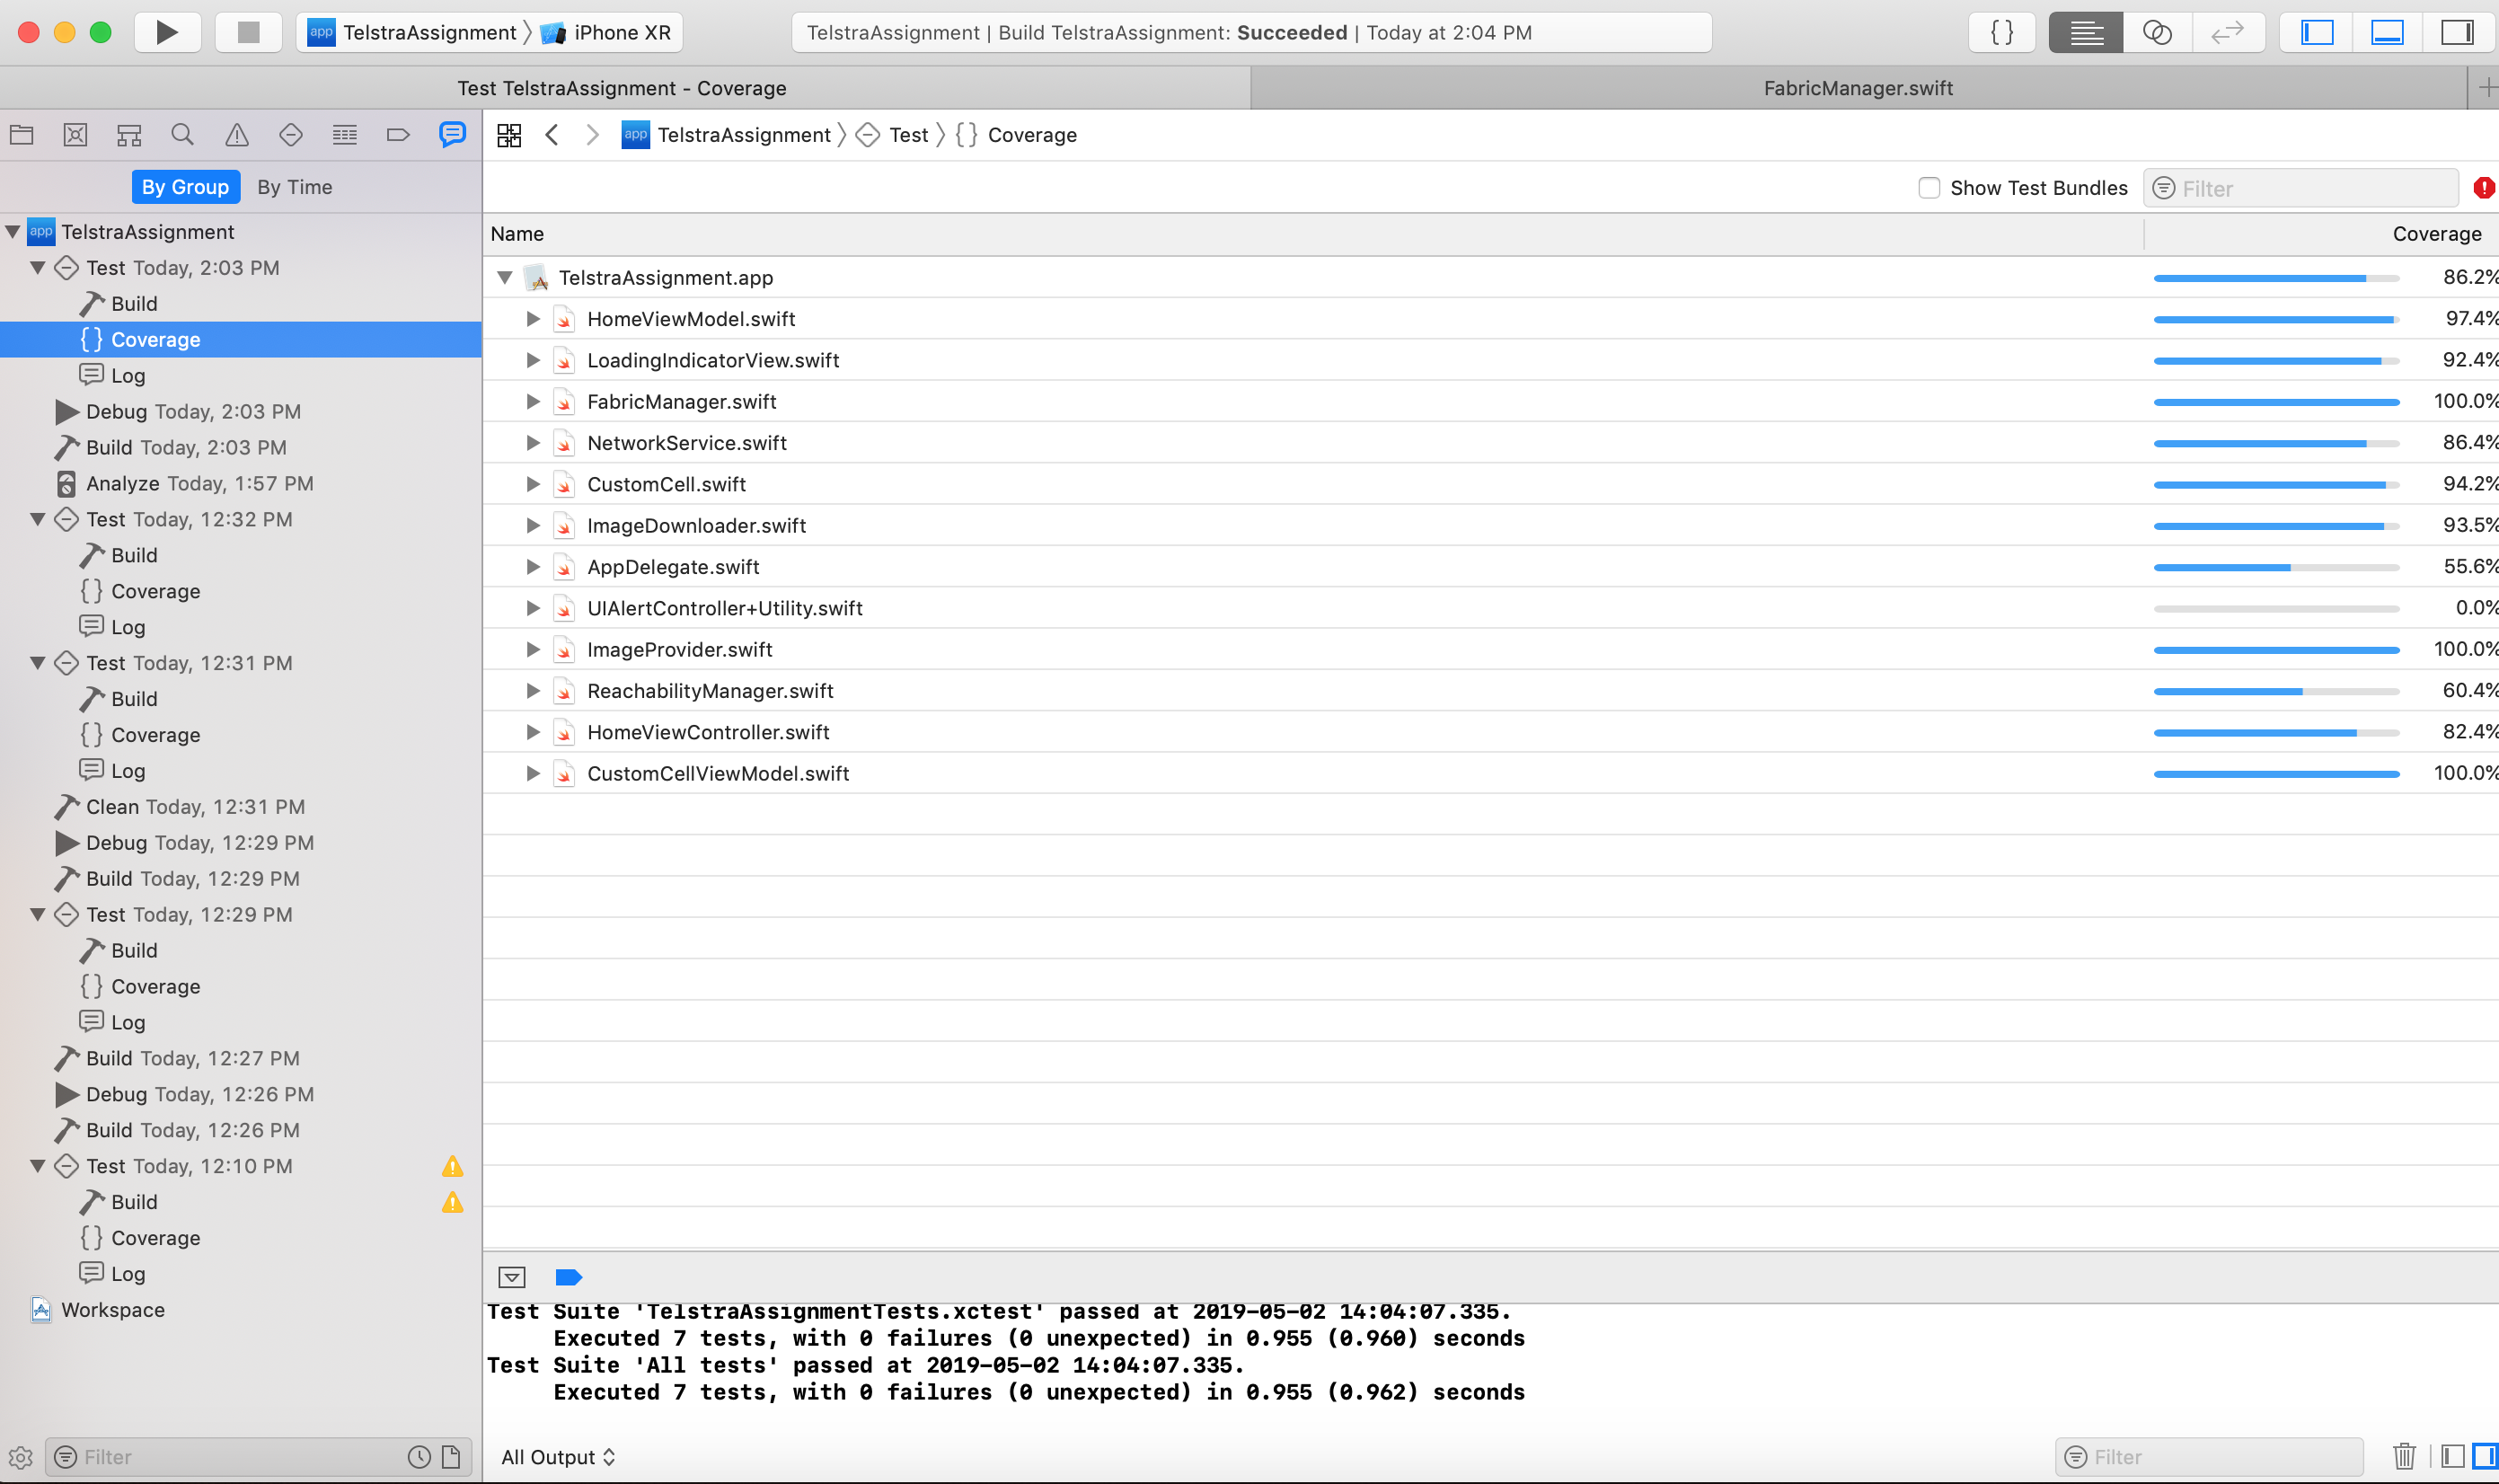 app TelstraAssignment iPhone XR
TelstraAssignment | Build TelstraAssignment: Succeeded | Today at 2:04 PM
{ }
Test TelstraAssignment - Coverage
FabricManager.swift
app TelstraAssignment Test { } Coverage
By Group By Time
Show Test Bundles
Filter
app TelstraAssignment
Test Today, 2:03 PM
Build
{ } Coverage
Log
Debug Today, 2:03 PM
Build Today, 2:03 PM
Analyze Today, 1:57 PM
Test Today, 12:32 PM
Build
{ } Coverage
Log
Test Today, 12:31 PM
Build
{ } Coverage
Log
Clean Today, 12:31 PM
Debug Today, 12:29 PM
Build Today, 12:29 PM
Test Today, 12:29 PM
Build
{ } Coverage
Log
Build Today, 12:27 PM
Debug Today, 12:26 PM
Build Today, 12:26 PM
Test Today, 12:10 PM
Build
{ } Coverage
Log
Workspace
Filter
Name Coverage
TelstraAssignment.app 86.2%
HomeViewModel.swift 97.4%
LoadingIndicatorView.swift 92.4%
FabricManager.swift 100.0%
NetworkService.swift 86.4%
CustomCell.swift 94.2%
ImageDownloader.swift 93.5%
AppDelegate.swift 55.6%
UIAlertController+Utility.swift 0.0%
ImageProvider.swift 100.0%
ReachabilityManager.swift 60.4%
HomeViewController.swift 82.4%
CustomCellViewModel.swift 100.0%
Test Suite 'TelstraAssignmentTests.xctest' passed at 2019-05-02 14:04:07.335.
Executed 7 tests, with 0 failures (0 unexpected) in 0.955 (0.960) seconds
Test Suite 'All tests' passed at 2019-05-02 14:04:07.335.
Executed 7 tests, with 0 failures (0 unexpected) in 0.955 (0.962) seconds
All Output
Filter